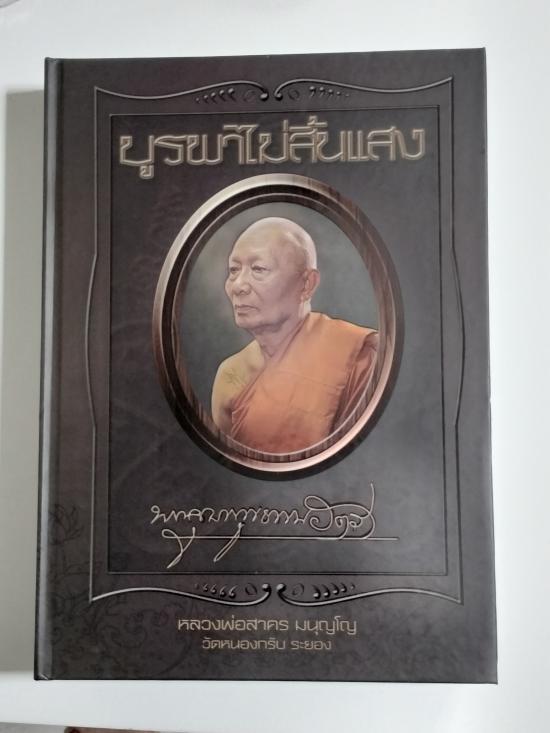 บูรพาไม่สิ้นแสง
หลวงพ่อสาคร มนุญโญ
วัดหนองกรับ ระยอง